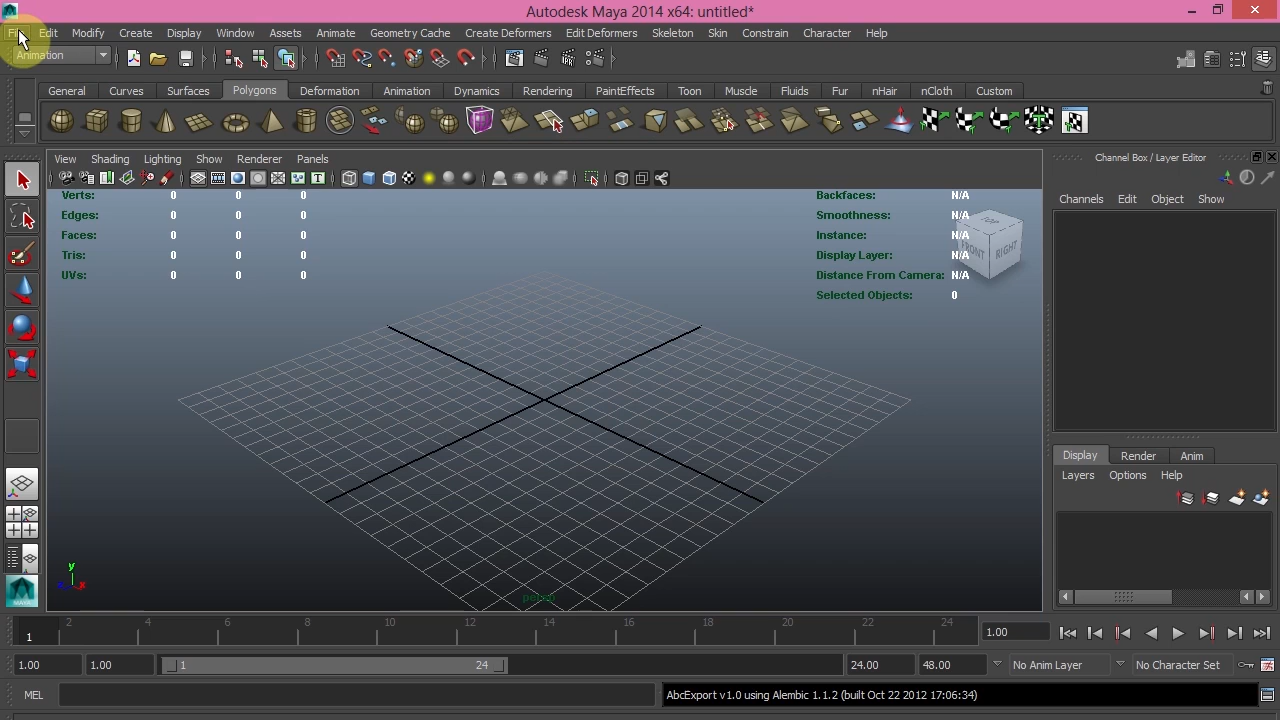 Autodesk Maya 2014 x64: untitled*
Edit Modify Create Display Window Assets Animate Geometry Cache Create Deformers Edit Deformers Skeleton Skin Constrain Character Help
Animation
General Curves Surfaces Polygons Deformation Animation Dynamics Rendering PaintEffects Toon Muscle Fluids Fur nHair nCloth Custom
View Shading Lighting Show Renderer Panels
Channel Box / Layer Editor
Channels Edit Object Show
Verts: 0 0 0
Edges: 0 0 0
Faces: 0 0 0
Tris: 0 0 0
UVs: 0 0 0
Backfaces: N/A
Smoothness: N/A
Instance: N/A
Display Layer: N/A
Distance From Camera: N/A
Selected Objects: 0
TOP
FRONT RIGHT
y
z x
persp
Display Render Anim
Layers Options Help
1 2 4 6 8 10 12 14 16 18 20 22 24
1.00
1.00 1.00 1 24 24.00 48.00 No Anim Layer No Character Set
MEL
AbcExport v1.0 using Alembic 1.1.2 (built Oct 22 2012 17:06:34)